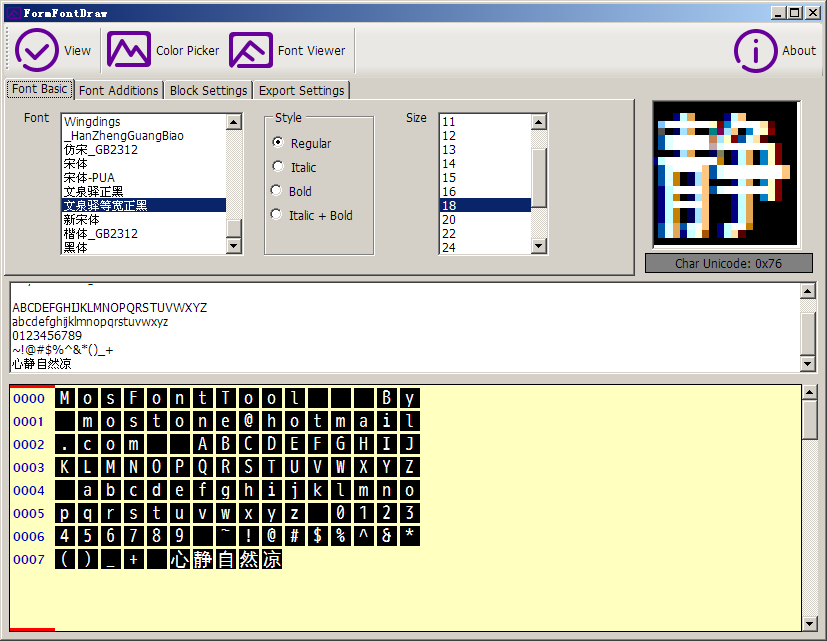 FormFontDraw
View Color Picker Font Viewer About
Font Basic Font Additions Block Settings Export Settings
Font
Wingdings
_HanZhengGuangBiao
仿宋_GB2312
宋体
宋体-PUA
文泉驿正黑
文泉驿等宽正黑
新宋体
楷体_GB2312
黑体
Style
Regular
Italic
Bold
Italic + Bold
Size
11
12
13
14
15
16
18
20
22
24
静
Char Unicode: 0x76
ABCDEFGHIJKLMNOPQRSTUVWXYZ
abcdefghijklmnopqrstuvwxyz
0123456789
~!@#$%^&*()_+
心静自然凉
0000 M o s F o n t T o o l B y
0001 m o s t o n e @ h o t m a i l
0002 . c o m A B C D E F G H I J
0003 K L M N O P Q R S T U V W X Y Z
0004 a b c d e f g h i j k l m n o
0005 p q r s t u v w x y z 0 1 2 3
0006 4 5 6 7 8 9 ~ ! @ # $ % ^ & *
0007 ( ) _ + 心 静 自 然 凉